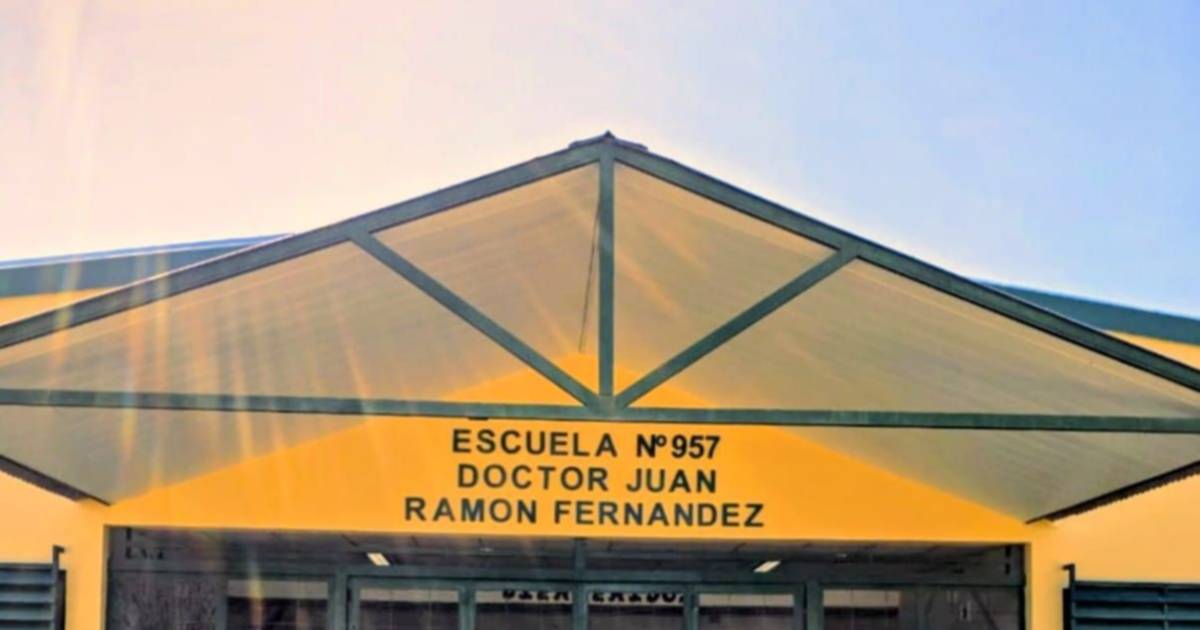 ESCUELA Nº957
DOCTOR JUAN
RAMON FERNANDEZ